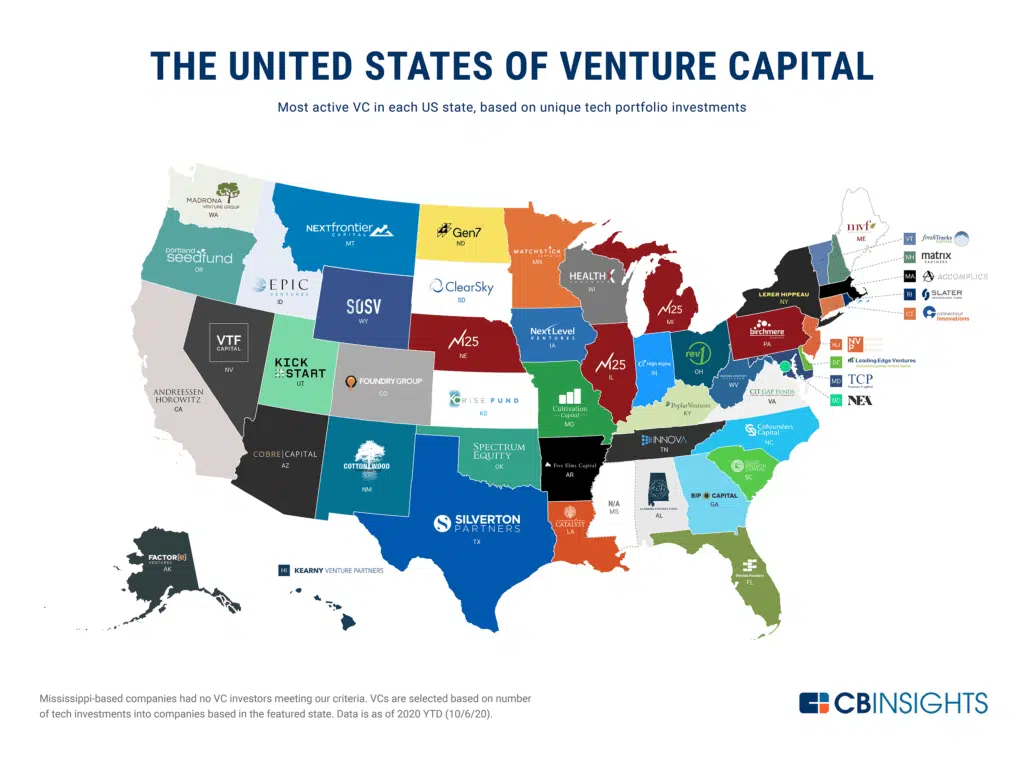 THE UNITED STATES OF VENTURE CAPITAL
Most active VC in each US state, based on unique tech portfolio investments
MADRONA
VENTURE GROUP
WA
portland
seedfund
OR
EPIC
VENTURES
ID
NEXTfrontier
CAPITAL
MT
Gen7
ND
MATCHSTICK
VENTURES
MN
HEALTHX
WI
M25
MI
mvf
ME
SOSV
WY
ClearSky
SD
M25
NE
NextLevel
VENTURES
IA
M25
IL
High Alpha
IN
rev1
OH
birchmere
PA
LERER HIPPEAU
NY
VT
FreshTracks
CAPITAL
NH
matrix
PARTNERS
MA
ACCOMPLICE
RI
SLATER
TECHNOLOGY FUND
CT
connecticut
innovations
NJ
NV
P
DE
Leading Edge Ventures
MD
TCP
DC
NEA
ANDREESSEN
HOROWITZ
CA
VTF
CAPITAL
NV
KICK
START
UT
FOUNDRY GROUP
CO
RISE FUND
KS
Cultivation
Capital
MO
PoplarVentures
KY
WV
CIT GAP FUNDS
VA
COBRE|CAPITAL
AZ
COTTONWOOD
NM
SPECTRUM
EQUITY
OK
Five Elms Capital
AR
INNOVA
TN
Cofounders
Capital
NC
SC
SILVERTON
PARTNERS
TX
CATALYST
LA
N/A
MS
AL
BIP CAPITAL
GA
Florida Funders
FL
FACTOR[e]
VENTURES
AK
HI
KEARNY VENTURE PARTNERS
Mississippi-based companies had no VC investors meeting our criteria. VCs are selected based on number
of tech investments into companies based in the featured state. Data is as of 2020 YTD (10/6/20).
CBINSIGHTS